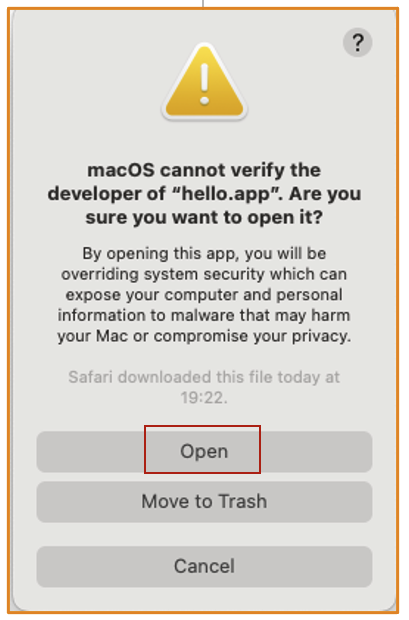 ?
macOS cannot verify the
developer of “hello.app”. Are you
sure you want to open it?
By opening this app, you will be
overriding system security which can
expose your computer and personal
information to malware that may harm
your Mac or compromise your privacy.
Safari downloaded this file today at
19:22.
Open
Move to Trash
Cancel